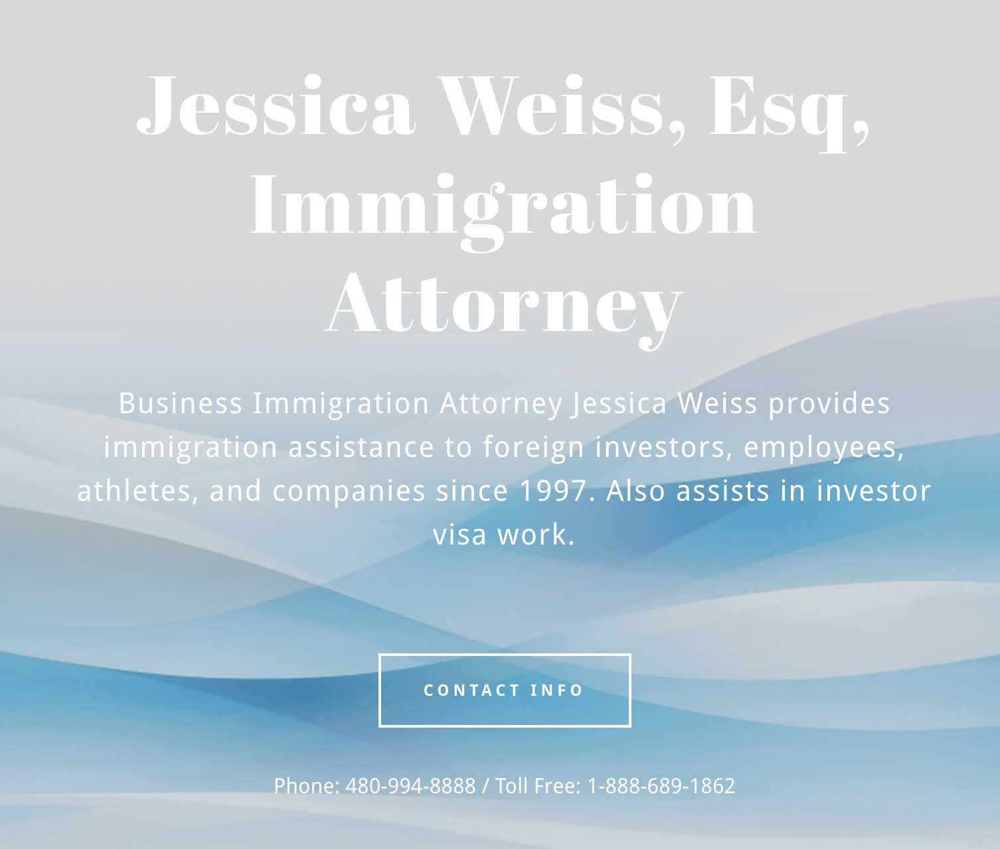 Jessica Weiss, Esq,
Immigration
Attorney
Business Immigration Attorney Jessica Weiss provides
immigration assistance to foreign investors, employees,
athletes, and companies since 1997. Also assists in investor
visa work.
CONTACT INFO
Phone: 480-994-8888 / Toll Free: 1-888-689-1862